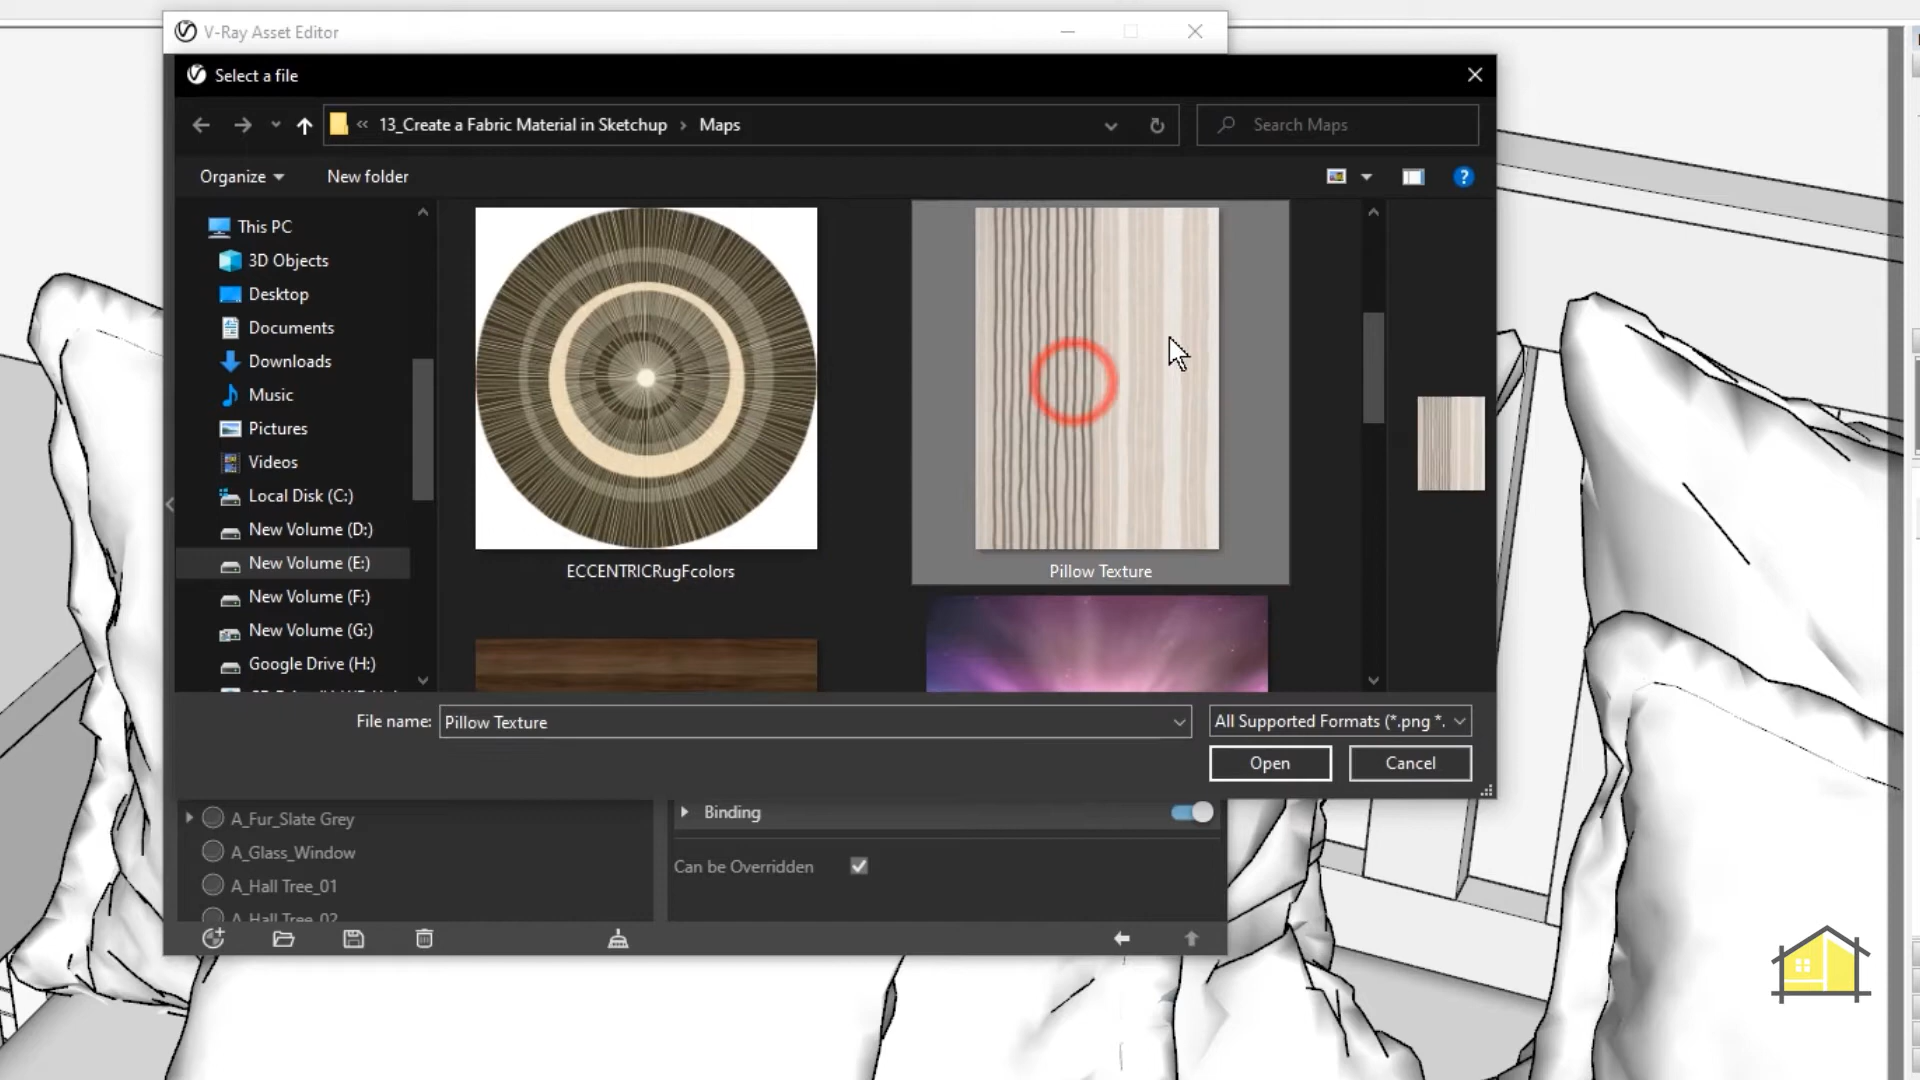 V-Ray Asset Editor
Select a file
« 13_Create a Fabric Material in Sketchup › Maps
Search Maps
Organize
New folder
This PC
3D Objects
Desktop
Documents
Downloads
Music
Pictures
Videos
Local Disk (C:)
New Volume (D:)
New Volume (E:)
New Volume (F:)
New Volume (G:)
Google Drive (H:)
ECCENTRICRugFcolors
Pillow Texture
File name:
Pillow Texture
All Supported Formats (*.png *.
Open
Cancel
A_Fur_Slate Grey
A_Glass_Window
A_Hall Tree_01
A_Hall Tree_02
Binding
Can be Overridden